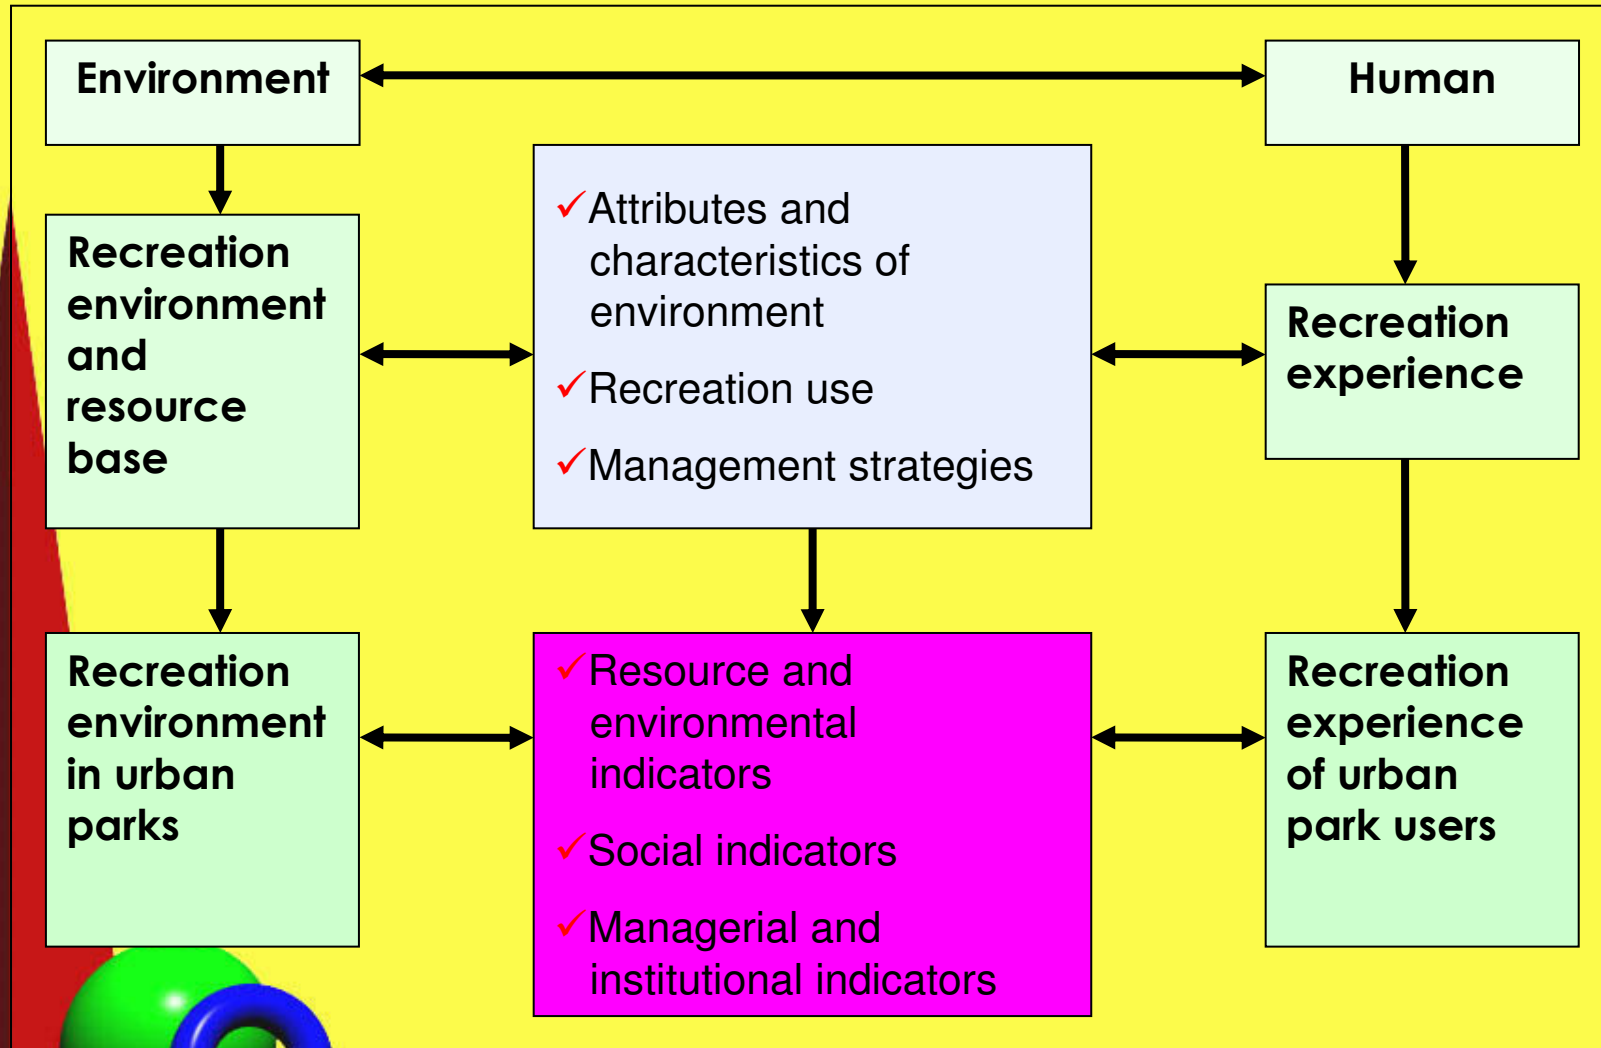 Environment
Human
Recreation
environment
and
resource
base
✓Attributes and
characteristics of
environment
✓Recreation use
✓Management strategies
Recreation
experience
Recreation
environment
in urban
parks
✓Resource and
environmental
indicators
✓Social indicators
✓Managerial and
institutional indicators
Recreation
experience
of urban
park users